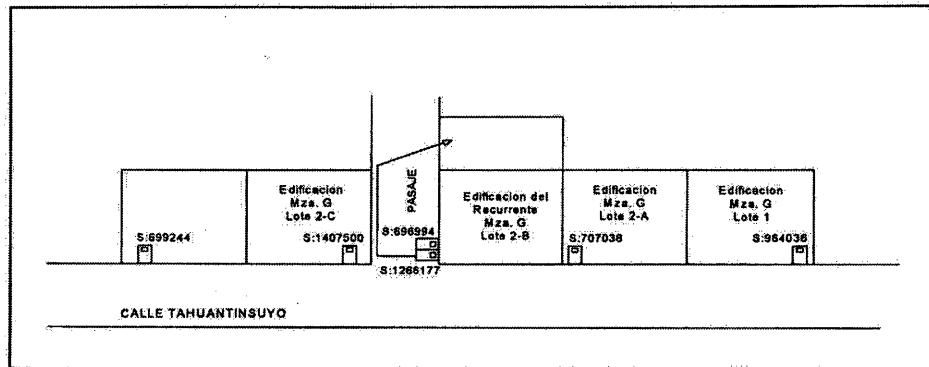 Edificacion
Mza. G
Lote 2-C
PASAJE
Edificacion del
Recurrente
Mza. G
Lote 2-B
Edificacion
Mza. G
Lote 2-A
Edificacion
Mza. G
Lote 1
S:699244
S:1407500
S:696994
S:1266177
S:707038
S:964036
CALLE TAHUANTINSUYO